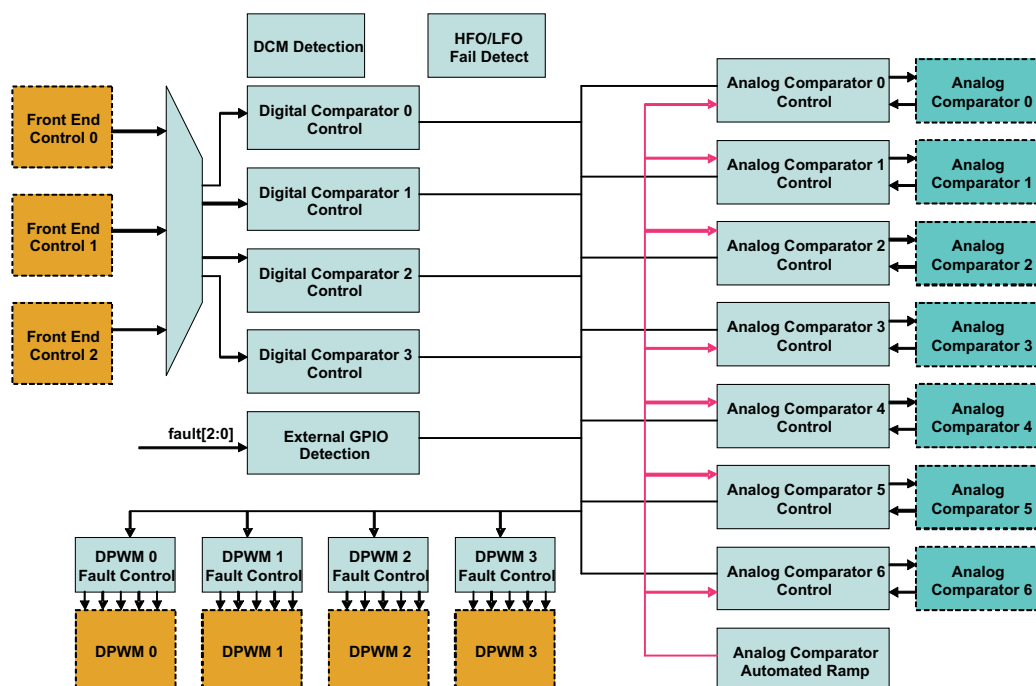 DCM Detection
HFO/LFO
Fail Detect
Front End
Control 0
Front End
Control 1
Front End
Control 2
Digital Comparator 0
Control
Digital Comparator 1
Control
Digital Comparator 2
Control
Digital Comparator 3
Control
fault[2:0]
External GPIO
Detection
Analog Comparator 0
Control
Analog
Comparator 0
Analog Comparator 1
Control
Analog
Comparator 1
Analog Comparator 2
Control
Analog
Comparator 2
Analog Comparator 3
Control
Analog
Comparator 3
Analog Comparator 4
Control
Analog
Comparator 4
Analog Comparator 5
Control
Analog
Comparator 5
Analog Comparator 6
Control
Analog
Comparator 6
Analog Comparator
Automated Ramp
DPWM 0
Fault Control
DPWM 1
Fault Control
DPWM 2
Fault Control
DPWM 3
Fault Control
DPWM 0
DPWM 1
DPWM 2
DPWM 3